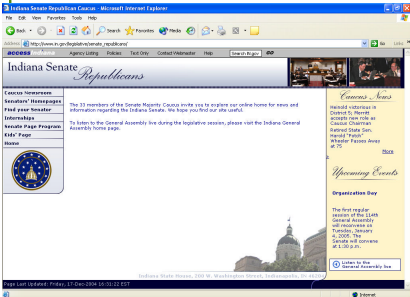 Indiana Senate Republican Caucus - Microsoft Internet Explorer
File Edit View Favorites Tools Help
Back Search Favorites Media
Address http://www.in.gov/legislative/senate_republicans/ Go Links
access Indiana Agency Listing Policies Text Only Contact Webmaster Help Search IN.gov GO
Indiana Senate
Republicans
Caucus Newsroom
Senators' Homepages
Find your Senator
Internships
Senate Page Program
Kids' Page
Home
The 33 members of the Senate Majority Caucus invite you to explore our online home for news and
information regarding the Indiana Senate. We hope you find our site useful.
To listen to the General Assembly live during the legislative session, please visit the Indiana General
Assembly home page.
Caucus News
Heinold victorious in
District 5; Merritt
accepts new role as
Caucus Chairman
Retired State Sen.
Harold "Potch"
Wheeler Passes Away
at 75
More
Upcoming Events
Organization Day
The first regular
session of the 114th
General Assembly
will reconvene on
Tuesday, January
4, 2005. The
Senate will convene
at 1:30 p.m.
Listen to the
General Assembly live
Indiana State House, 200 W. Washington Street, Indianapolis, IN 46204
Page Last Updated: Friday, 17-Dec-2004 16:31:22 EST
Internet